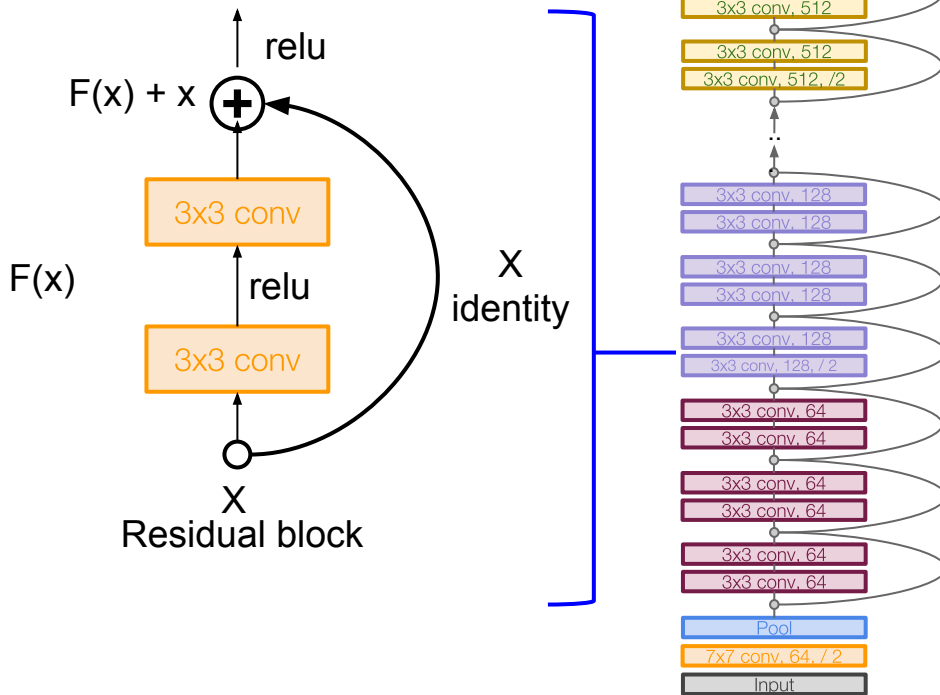 relu
F(x) + x
3x3 conv
F(x)
relu
X
identity
3x3 conv
X
Residual block
3x3 conv, 512
3x3 conv, 512
3x3 conv, 512, /2
..
3x3 conv, 128
3x3 conv, 128
3x3 conv, 128
3x3 conv, 128
3x3 conv, 128
3x3 conv, 128, / 2
3x3 conv, 64
3x3 conv, 64
3x3 conv, 64
3x3 conv, 64
3x3 conv, 64
3x3 conv, 64
Pool
7x7 conv, 64, / 2
Input